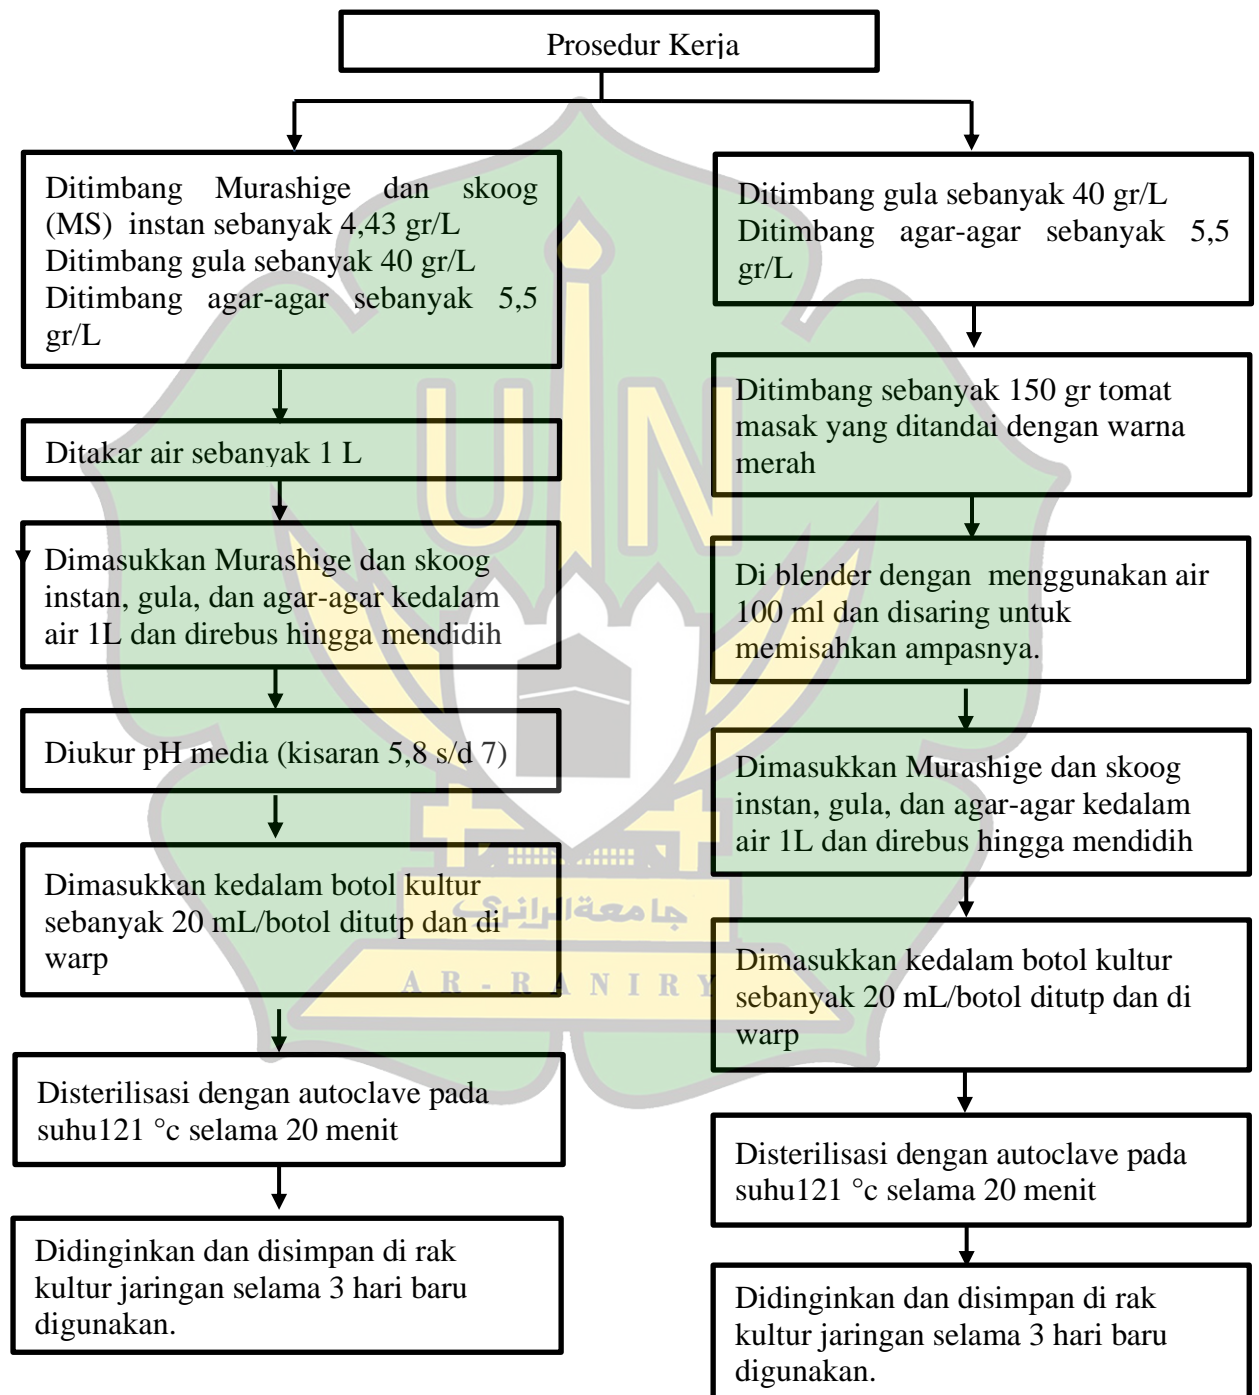 Prosedur Kerja
Ditimbang Murashige dan skoog
(MS) instan sebanyak 4,43 gr/L
Ditimbang gula sebanyak 40 gr/L
Ditimbang agar-agar sebanyak 5,5
gr/L
Ditakar air sebanyak 1 L
Dimasukkan Murashige dan skoog
instan, gula, dan agar-agar kedalam
air 1L dan direbus hingga mendidih
Diukur pH media (kisaran 5,8 s/d 7)
Dimasukkan kedalam botol kultur
sebanyak 20 mL/botol ditutp dan di
warp
Disterilisasi dengan autoclave pada
suhu121 °c selama 20 menit
Didinginkan dan disimpan di rak
kultur jaringan selama 3 hari baru
digunakan.
Ditimbang gula sebanyak 40 gr/L
Ditimbang agar-agar sebanyak 5,5
gr/L
Ditimbang sebanyak 150 gr tomat
masak yang ditandai dengan warna
merah
Di blender dengan menggunakan air
100 ml dan disaring untuk
memisahkan ampasnya.
Dimasukkan Murashige dan skoog
instan, gula, dan agar-agar kedalam
air 1L dan direbus hingga mendidih
Dimasukkan kedalam botol kultur
sebanyak 20 mL/botol ditutp dan di
warp
Disterilisasi dengan autoclave pada
suhu121 °c selama 20 menit
Didinginkan dan disimpan di rak
kultur jaringan selama 3 hari baru
digunakan.
UIN
جامعة الرانري
AR-RANIRY